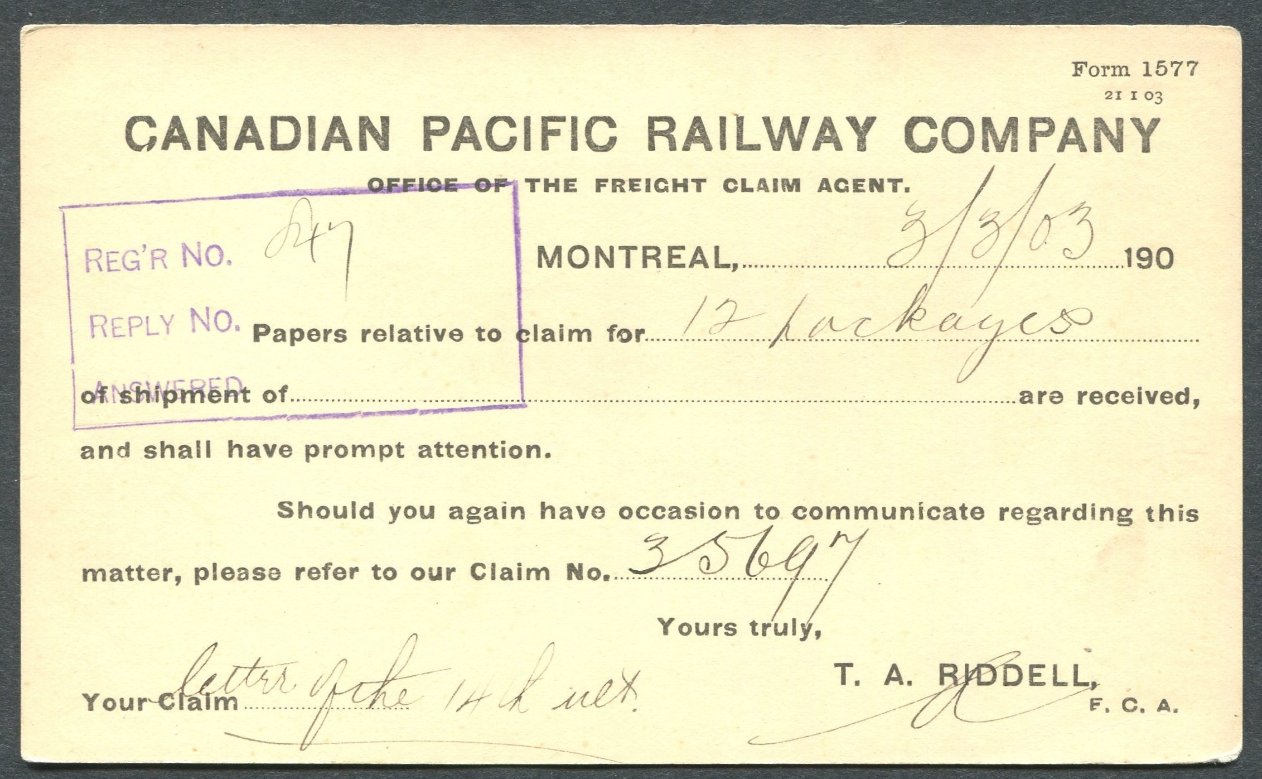 Form 1577
21 1 03
CANADIAN PACIFIC RAILWAY COMPANY
OFFICE OF THE FREIGHT CLAIM AGENT.
REG'R NO. 847
MONTREAL, 3/3/03 190
REPLY NO.
Papers relative to claim for 12 packages
ANSWERED
of shipment of are received,
and shall have prompt attention.
Should you again have occasion to communicate regarding this
matter, please refer to our Claim No. 35697
Yours truly,
T. A. RIDDELL,
Your Claim letter of the 14th ult.
F. C. A.